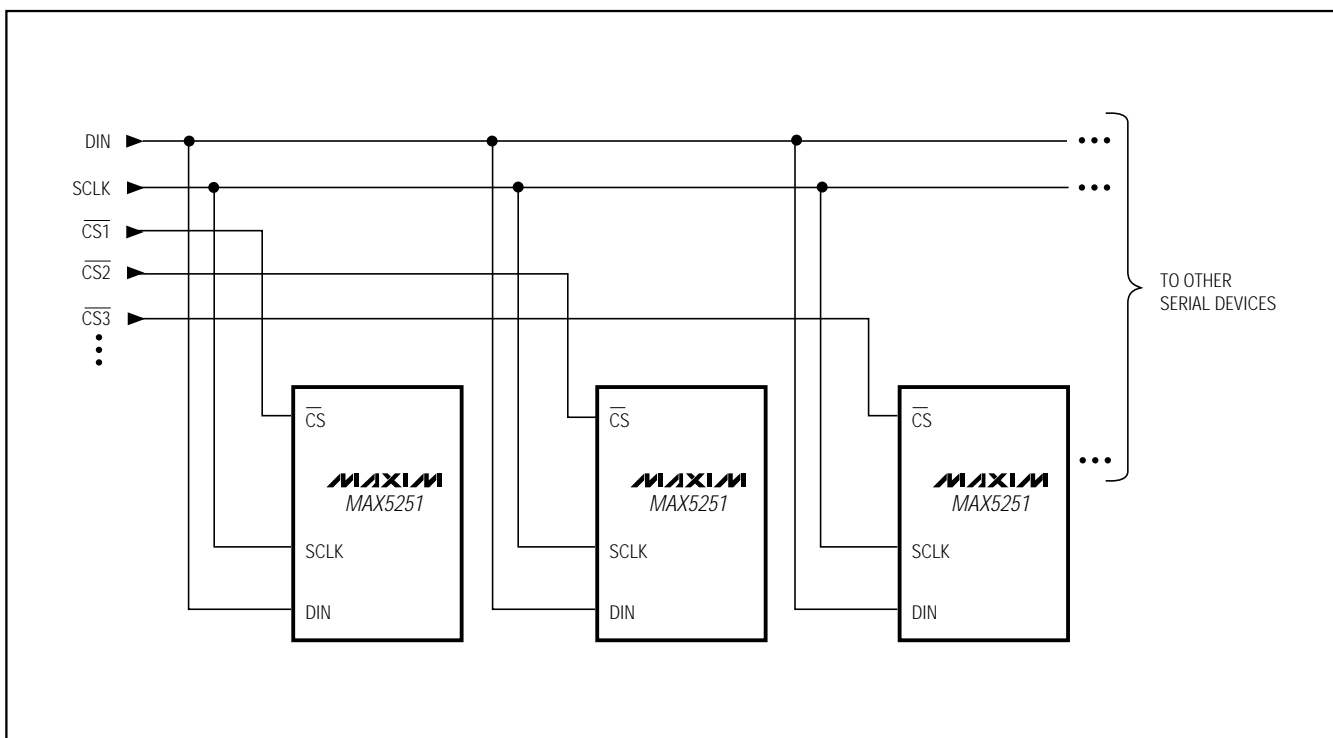 DIN
SCLK
CS1
CS2
CS3
TO OTHER
SERIAL DEVICES
CS
MAXIM
MAX5251
SCLK
DIN
CS
MAXIM
MAX5251
SCLK
DIN
CS
MAXIM
MAX5251
SCLK
DIN